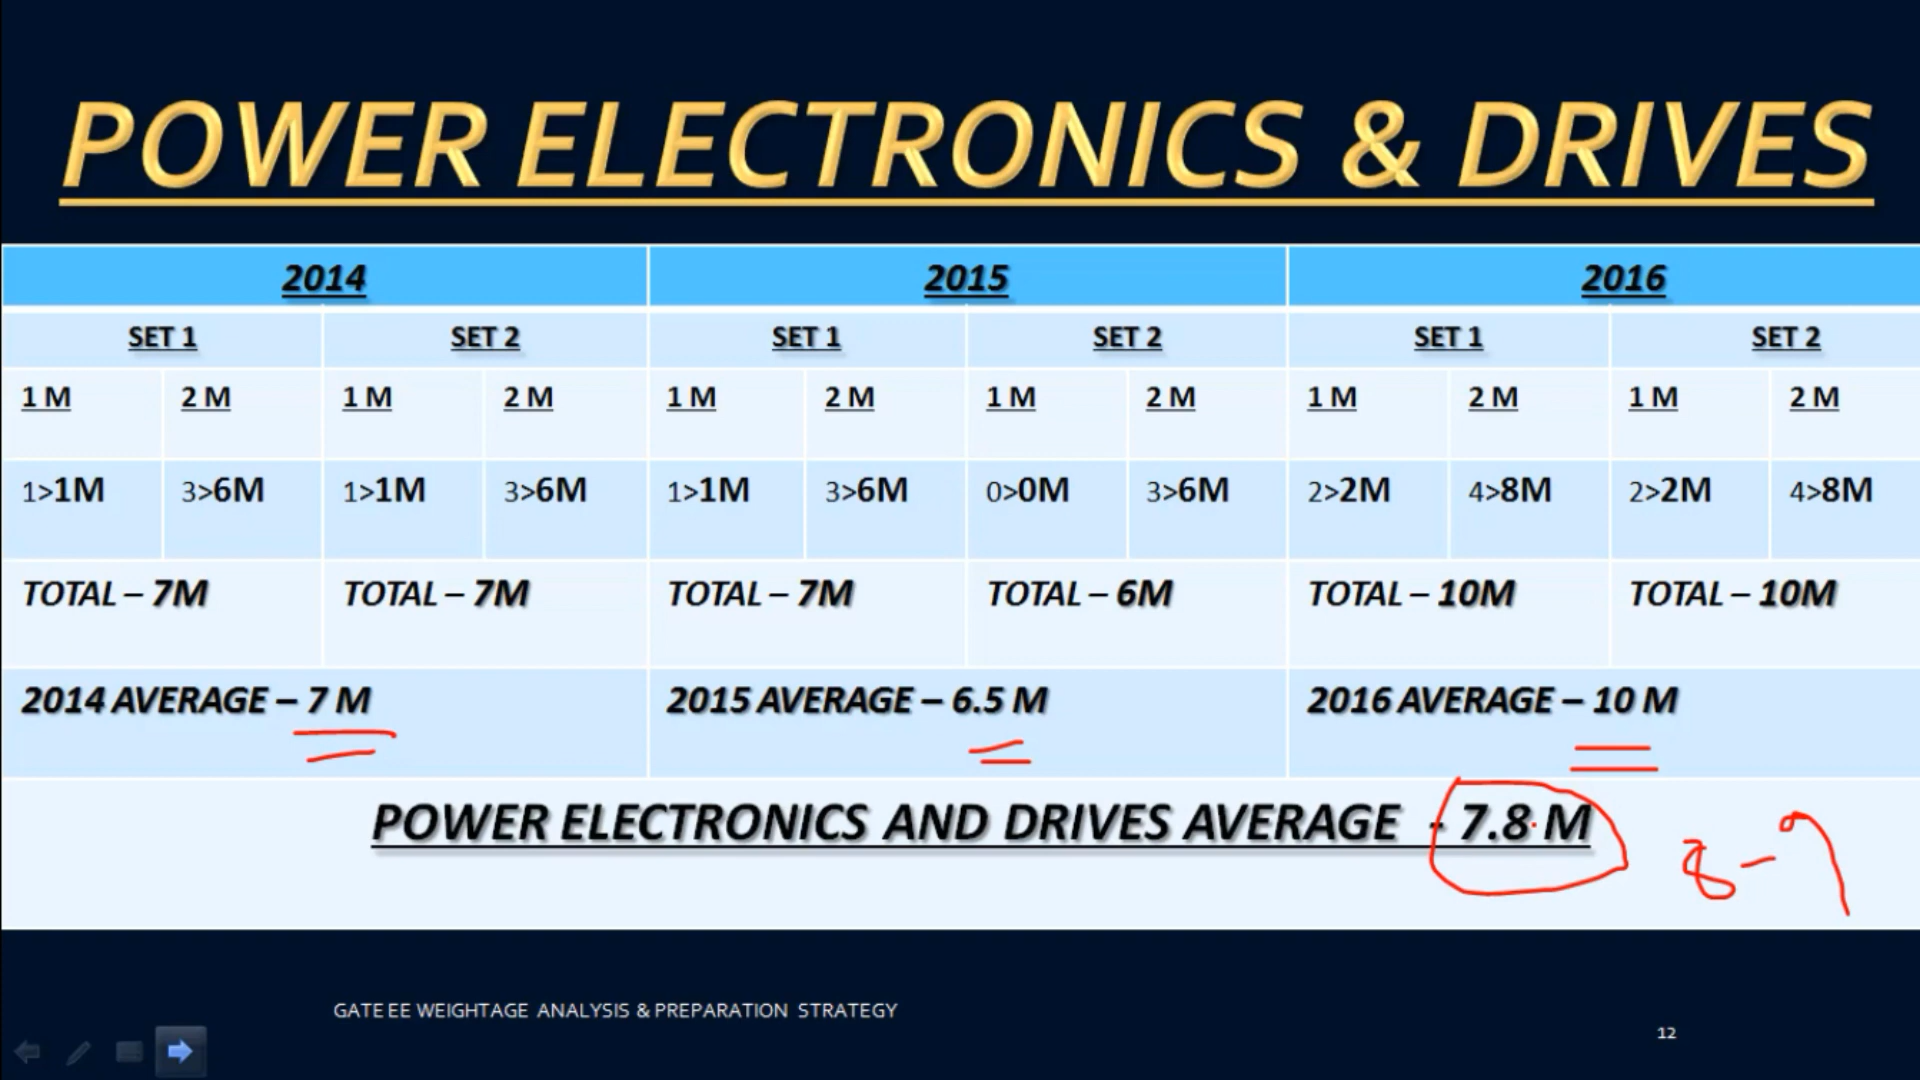 POWER ELECTRONICS & DRIVES
2014 2015 2016
SET 1 SET 2 SET 1 SET 2 SET 1 SET 2
1 M 2 M 1 M 2 M 1 M 2 M 1 M 2 M 1 M 2 M 1 M 2 M
1>1M 3>6M 1>1M 3>6M 1>1M 3>6M 0>0M 3>6M 2>2M 4>8M 2>2M 4>8M
TOTAL – 7M TOTAL – 7M TOTAL – 7M TOTAL – 6M TOTAL – 10M TOTAL – 10M
2014 AVERAGE – 7 M 2015 AVERAGE – 6.5 M 2016 AVERAGE – 10 M
POWER ELECTRONICS AND DRIVES AVERAGE - 7.8 M
8-9
GATE EE WEIGHTAGE ANALYSIS & PREPARATION STRATEGY
12